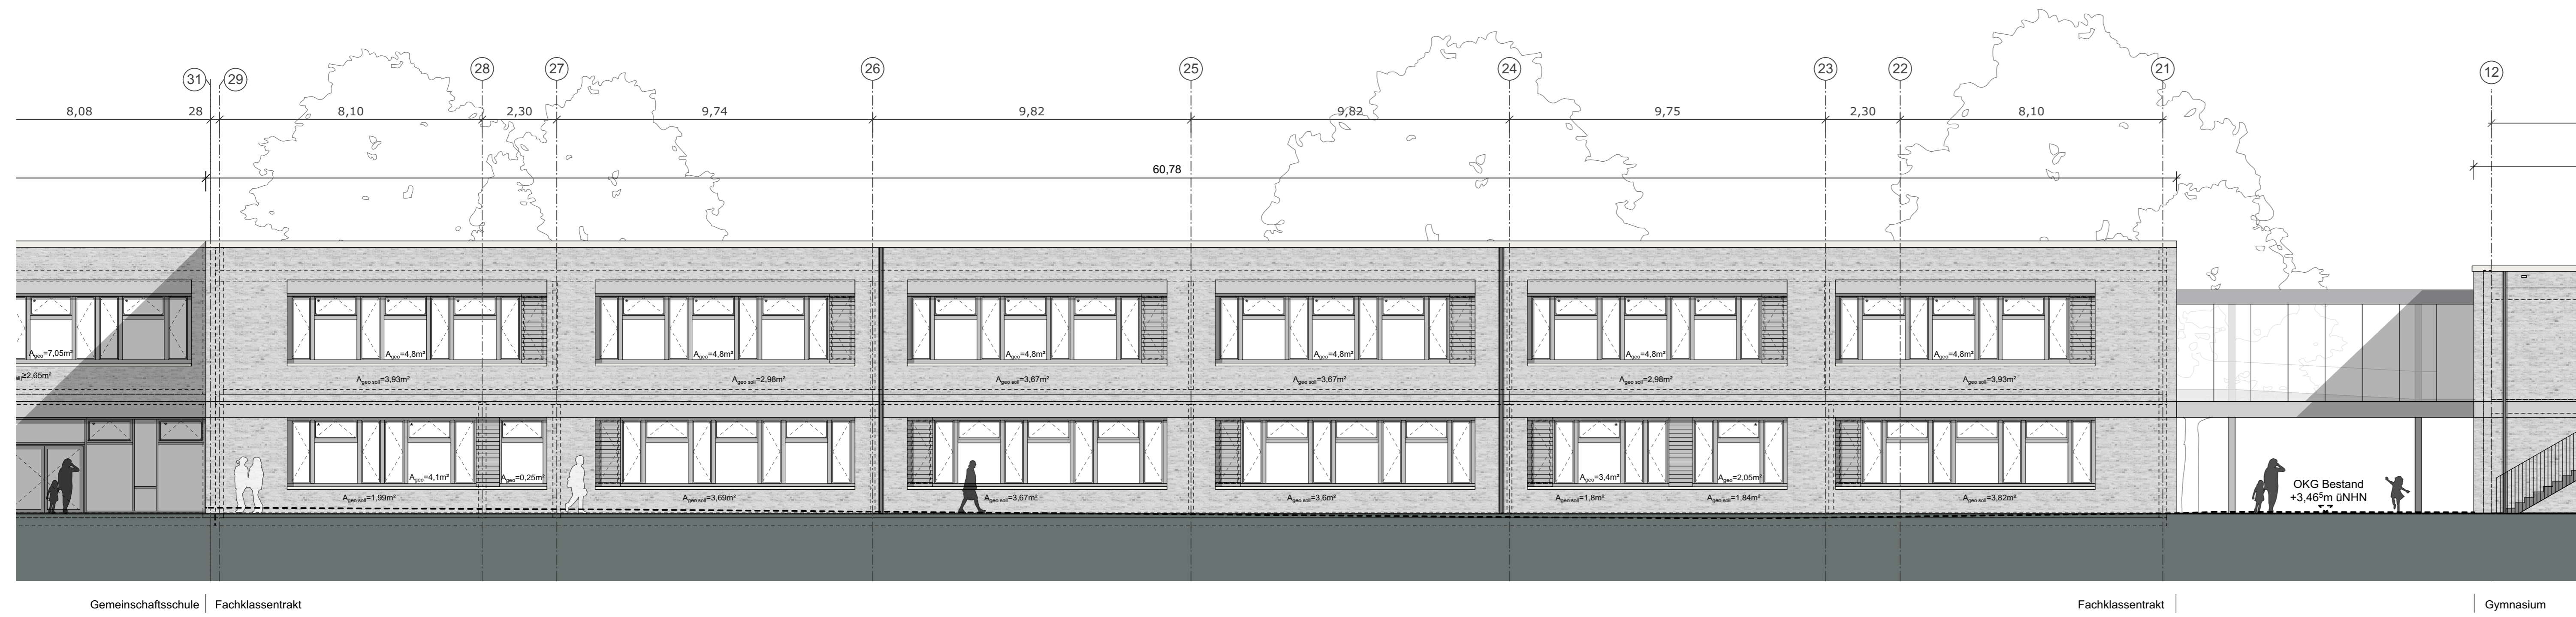 31
29
28
27
26
25
24
23
22
21
12
8,08
28
8,10
2,30
9,74
9,82
9,82
9,75
2,30
8,10
60,78
Ageo=7,05m²
Ageo=4,8m²
Ageo=4,8m²
Ageo=4,8m²
Ageo=4,8m²
Ageo=4,8m²
Ageo=4,8m²
≥2,65m²
Ageo soll=3,93m²
Ageo soll=2,98m²
Ageo soll=3,67m²
Ageo soll=3,67m²
Ageo soll=2,98m²
Ageo soll=3,93m²
Ageo=4,1m²
Ageo=0,25m²
Ageo=3,4m²
Ageo=2,05m²
Ageo soll=1,99m²
Ageo soll=3,69m²
Ageo soll=3,67m²
Ageo soll=3,6m²
Ageo soll=1,8m²
Ageo soll=1,84m²
Ageo soll=3,82m²
OKG Bestand
+3,46⁵m üNHN
Gemeinschaftsschule
Fachklassentrakt
Fachklassentrakt
Gymnasium